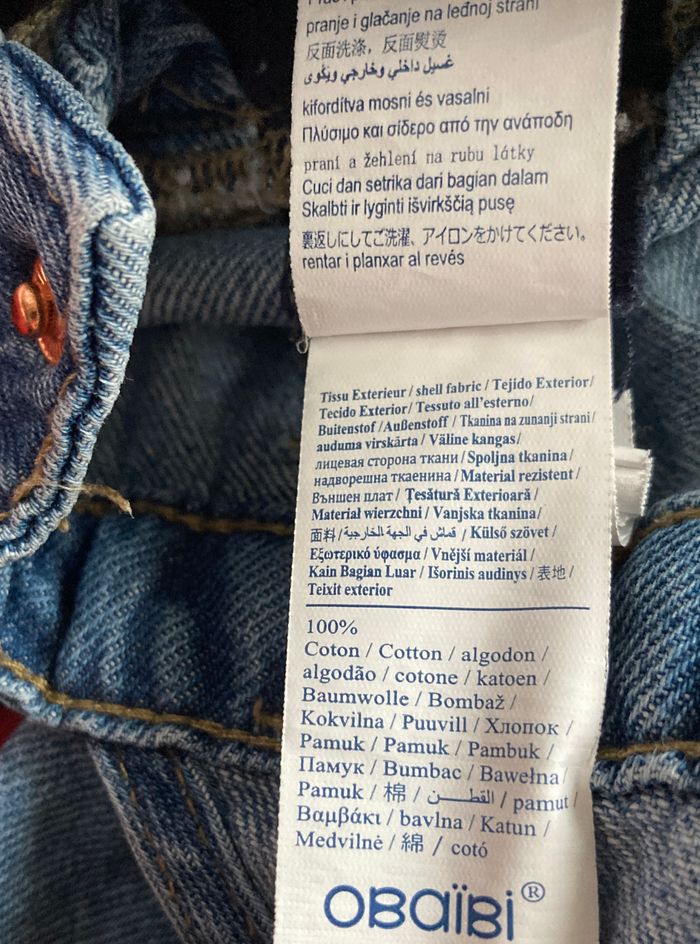 pranje i glačanje na leđnoj strani
反面洗涤，反面熨烫
غسيل داخلي وخارجي ويُكوى
kifordítva mosni és vasalni
Πλύσιμο και σίδερο από την ανάποδη
praní a žehlení na rubu látky
Cuci dan setrika dari bagian dalam
Skalbti ir lyginti išvirkščią pusę
裏返しにしてご洗濯、アイロンをかけてください。
rentar i planxar al revés
Tissu Exterieur / shell fabric / Tejido Exterior/
Tecido Exterior / Tessuto all'esterno/
Buitenstof /Außenstoff / Tkanina na zunanji strani/
auduma virskārta / Väline kangas/
лицевая сторона ткани / Spoljna tkanina/
надворешна ткаенина / Material rezistent /
Външен плат / Țesătură Exterioară /
Materiał wierzchni / Vanjska tkanina/
面料/قماش في الجهة الخارجية / Külső szövet /
Εξωτερικό ύφασμα / Vnější materiál /
Kain Bagian Luar / Išorinis audinys / 表地 /
Teixit exterior
100%
Coton / Cotton / algodon /
algodão / cotone / katoen /
Baumwolle / Bombaž /
Kokvilna / Puuvill / Хлопок /
Pamuk / Pamuk / Pambuk /
Памук / Bumbac / Bawełna/
Pamuk / 棉 / القطـــن / pamut /
Βαμβάκι / bavlna / Katun /
Medvilnė / 綿 / cotó
OBaïBi®